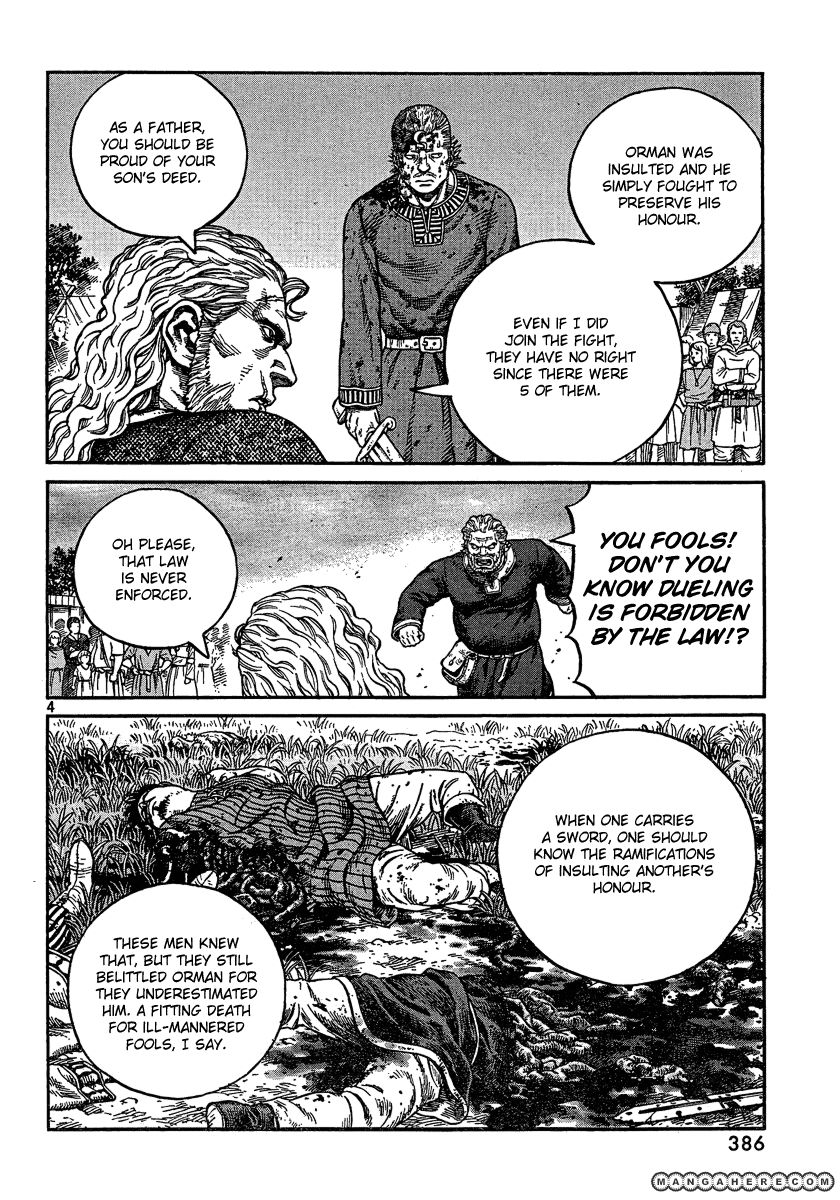 ORMAN WAS
INSULTED AND HE
SIMPLY FOUGHT TO
PRESERVE HIS
HONOUR.
EVEN IF I DID
JOIN THE FIGHT,
THEY HAVE NO RIGHT
SINCE THERE WERE
5 OF THEM.
AS A FATHER,
YOU SHOULD BE
PROUD OF YOUR
SON'S DEED.
YOU FOOLS!
DON'T YOU
KNOW DUELING
IS FORBIDDEN
BY THE LAW!?
OH PLEASE,
THAT LAW
IS NEVER
ENFORCED.
4
WHEN ONE CARRIES
A SWORD, ONE SHOULD
KNOW THE RAMIFICATIONS
OF INSULTING ANOTHER'S
HONOUR.
THESE MEN KNEW
THAT, BUT THEY STILL
BELITTLED ORMAN FOR
THEY UNDERESTIMATED
HIM. A FITTING DEATH
FOR ILL-MANNERED
FOOLS, I SAY.
386
MANGAHERE.COM